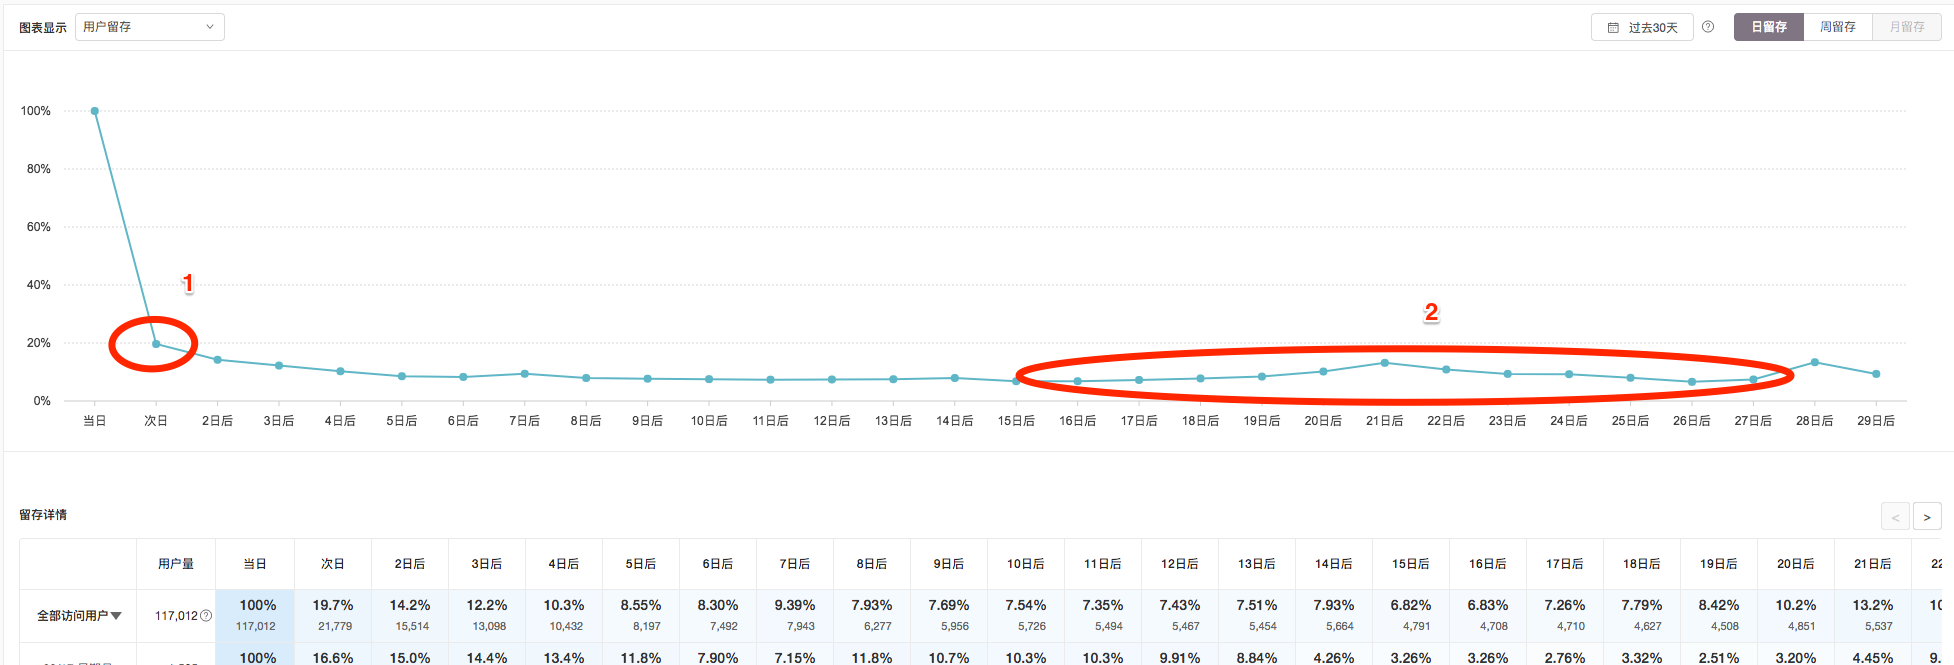 图表显示 用户留存 过去30天 日留存 周留存 月留存
100%
80%
60%
40%
20%
0%
1
2
当日 次日 2日后 3日后 4日后 5日后 6日后 7日后 8日后 9日后 10日后 11日后 12日后 13日后 14日后 15日后 16日后 17日后 18日后 19日后 20日后 21日后 22日后 23日后 24日后 25日后 26日后 27日后 28日后 29日后
留存详情 < >
用户量 当日 次日 2日后 3日后 4日后 5日后 6日后 7日后 8日后 9日后 10日后 11日后 12日后 13日后 14日后 15日后 16日后 17日后 18日后 19日后 20日后 21日后 22
全部访问用户 117,012 100% 19.7% 14.2% 12.2% 10.3% 8.55% 8.30% 9.39% 7.93% 7.69% 7.54% 7.35% 7.43% 7.51% 7.93% 6.82% 6.83% 7.26% 7.79% 8.42% 10.2% 13.2% 10
117,012 21,779 15,514 13,098 10,432 8,197 7,492 7,943 6,277 5,956 5,726 5,494 5,467 5,454 5,664 4,791 4,708 4,710 4,627 4,508 4,851 5,537
100% 16.6% 15.0% 14.4% 13.4% 11.8% 7.90% 7.15% 11.8% 10.7% 10.3% 10.3% 9.91% 8.84% 4.26% 3.26% 3.26% 2.76% 3.32% 2.51% 3.20% 4.45% 9.